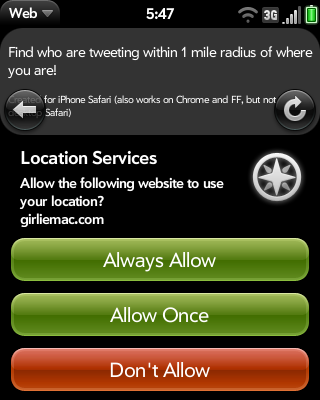 Web 5:47 3G
Find who are tweeting within 1 mile radius of where
you are!
for iPhone Safari (also works on Chrome and FF, but not
Safari)
Location Services
Allow the following website to use
your location?
girliemac.com
Always Allow
Allow Once
Don't Allow